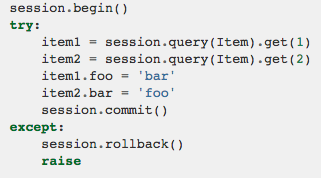 session.begin()
try:
    item1 = session.query(Item).get(1)
    item2 = session.query(Item).get(2)
    item1.foo = 'bar'
    item2.bar = 'foo'
    session.commit()
except:
    session.rollback()
    raise